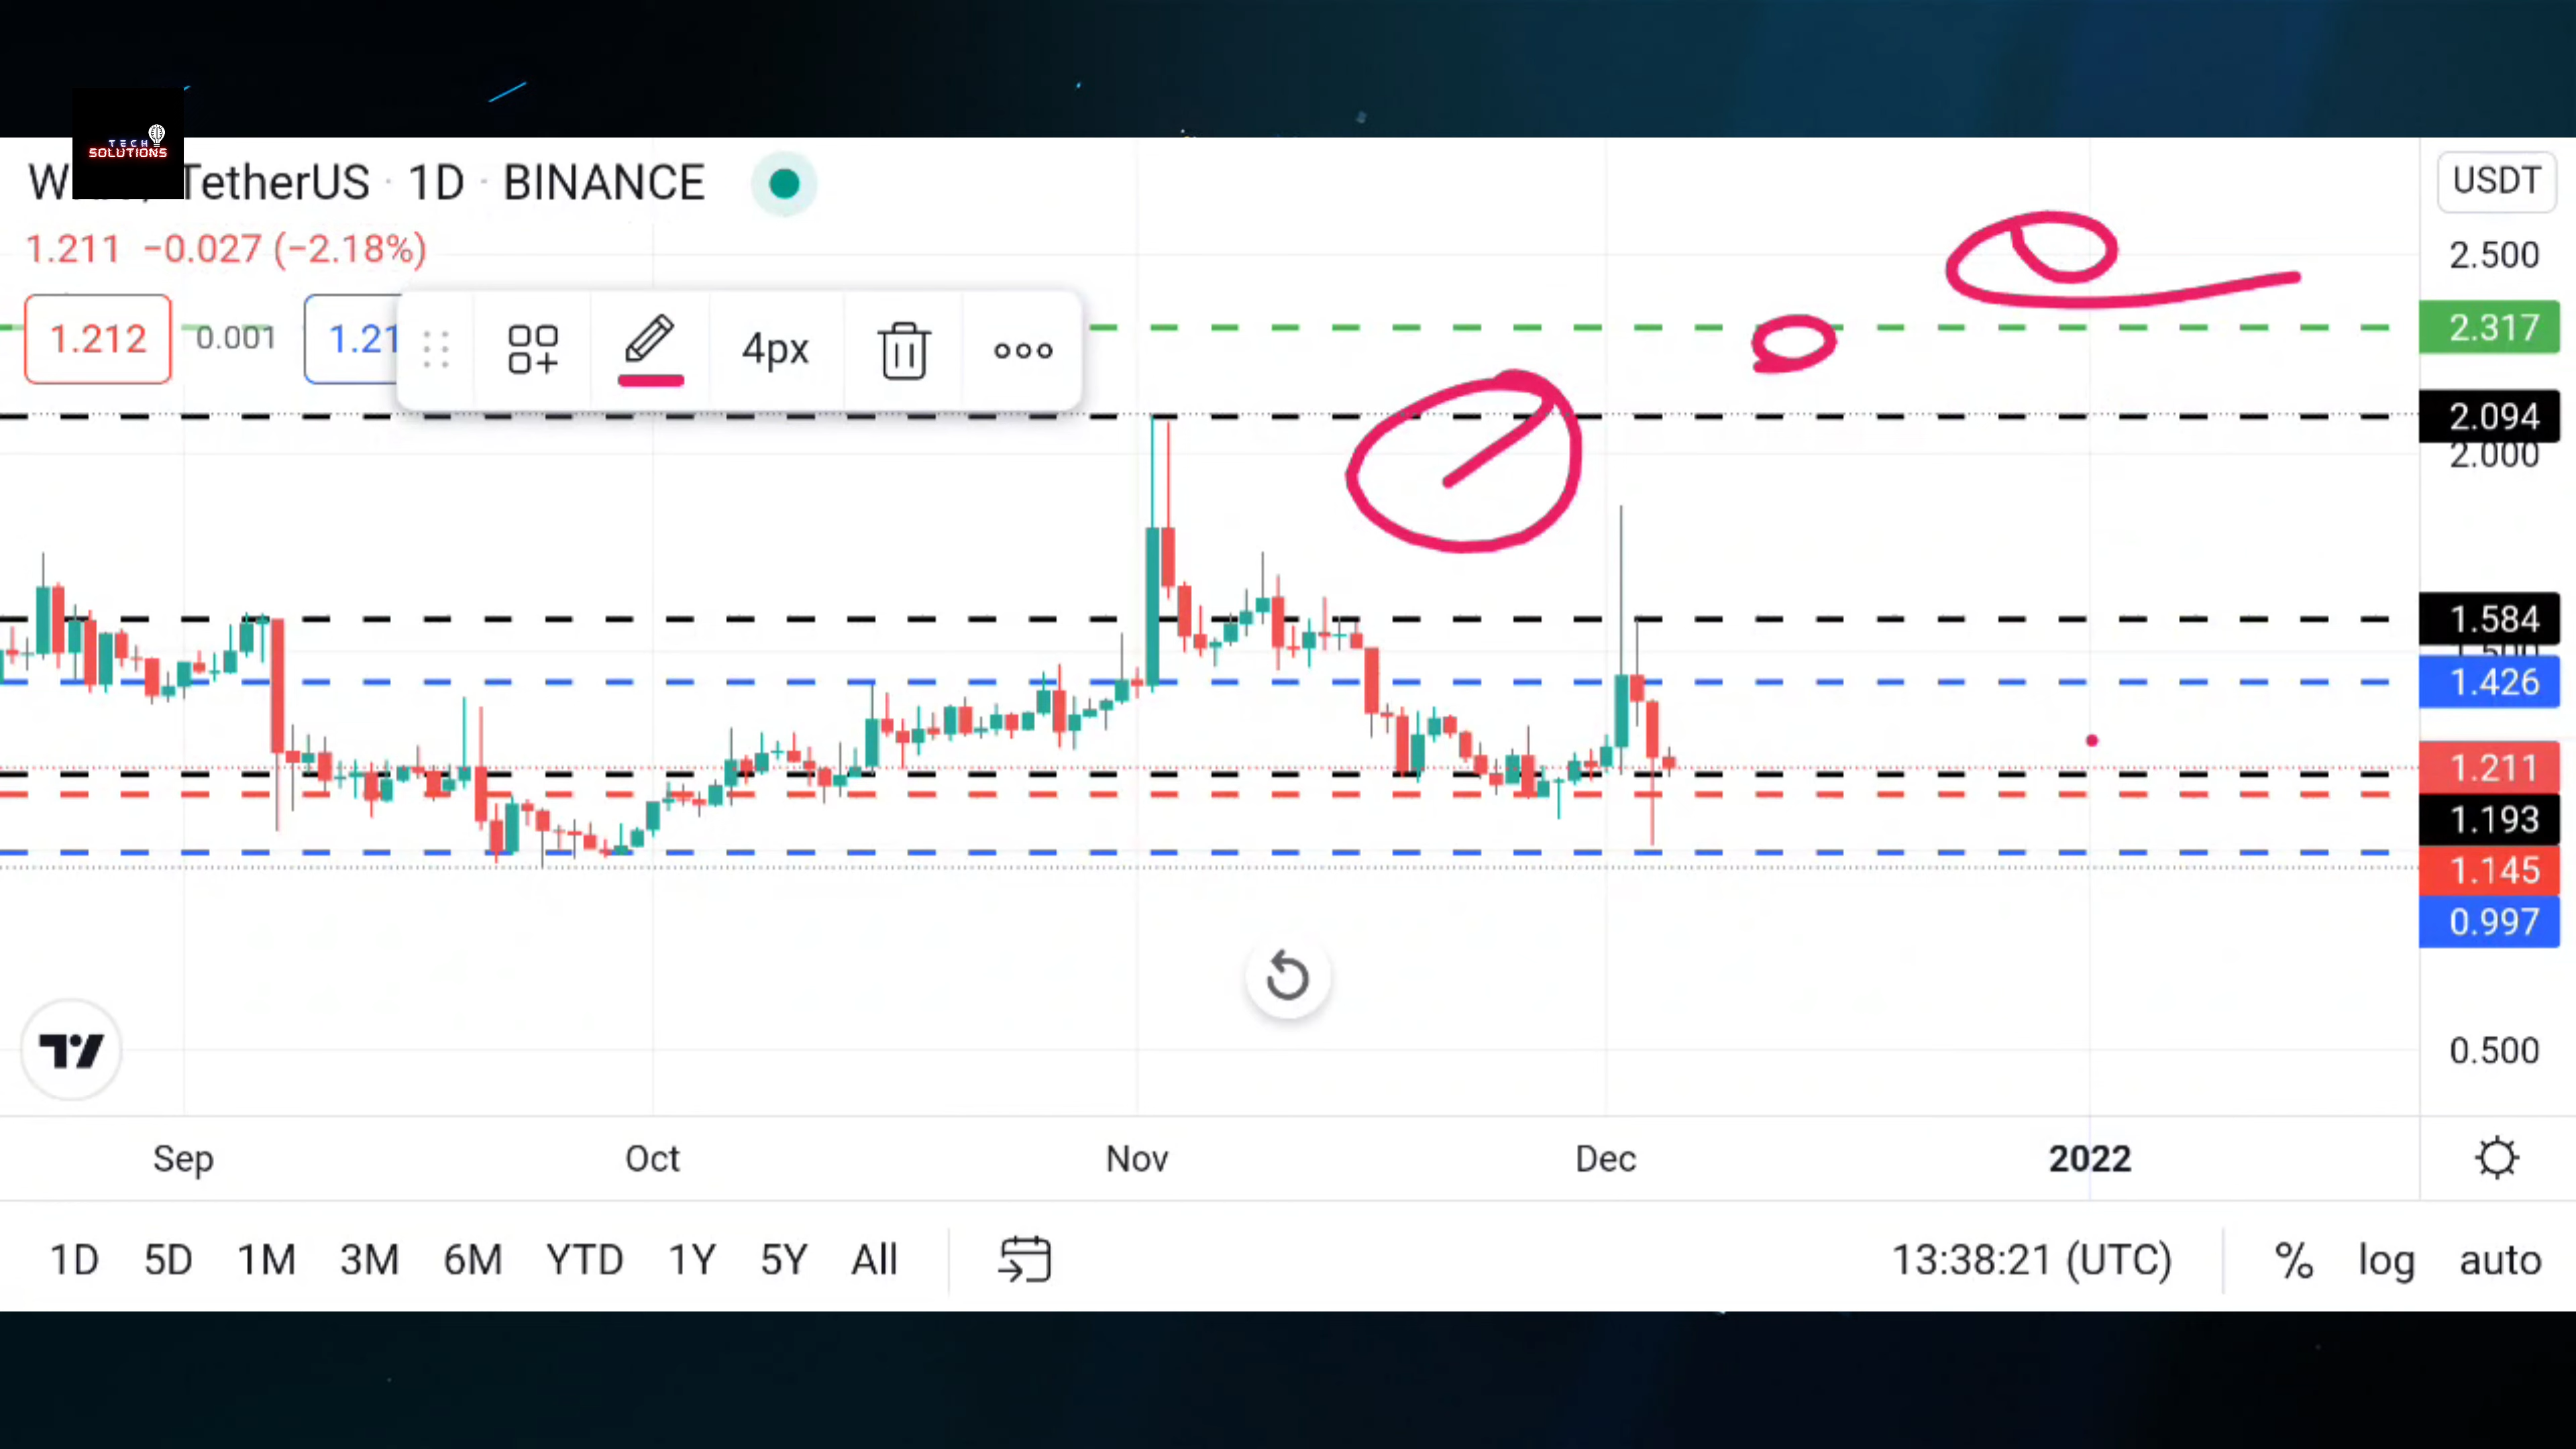 TECH
SOLUTIONS
TetherUS · 1D · BINANCE
USDT
1.211 −0.027 (−2.18%)
2.500
1.212
0.001
1.21
4px
2.317
2.094
2.000
1.584
1.426
1.211
1.193
1.145
0.997
0.500
Sep
Oct
Nov
Dec
2022
1D 5D 1M 3M 6M YTD 1Y 5Y All
13:38:21 (UTC)
%
log
auto